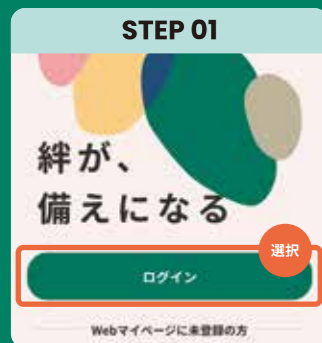 STEP 01
絆が、
備えになる
選択
ログイン
Webマイページに未登録の方